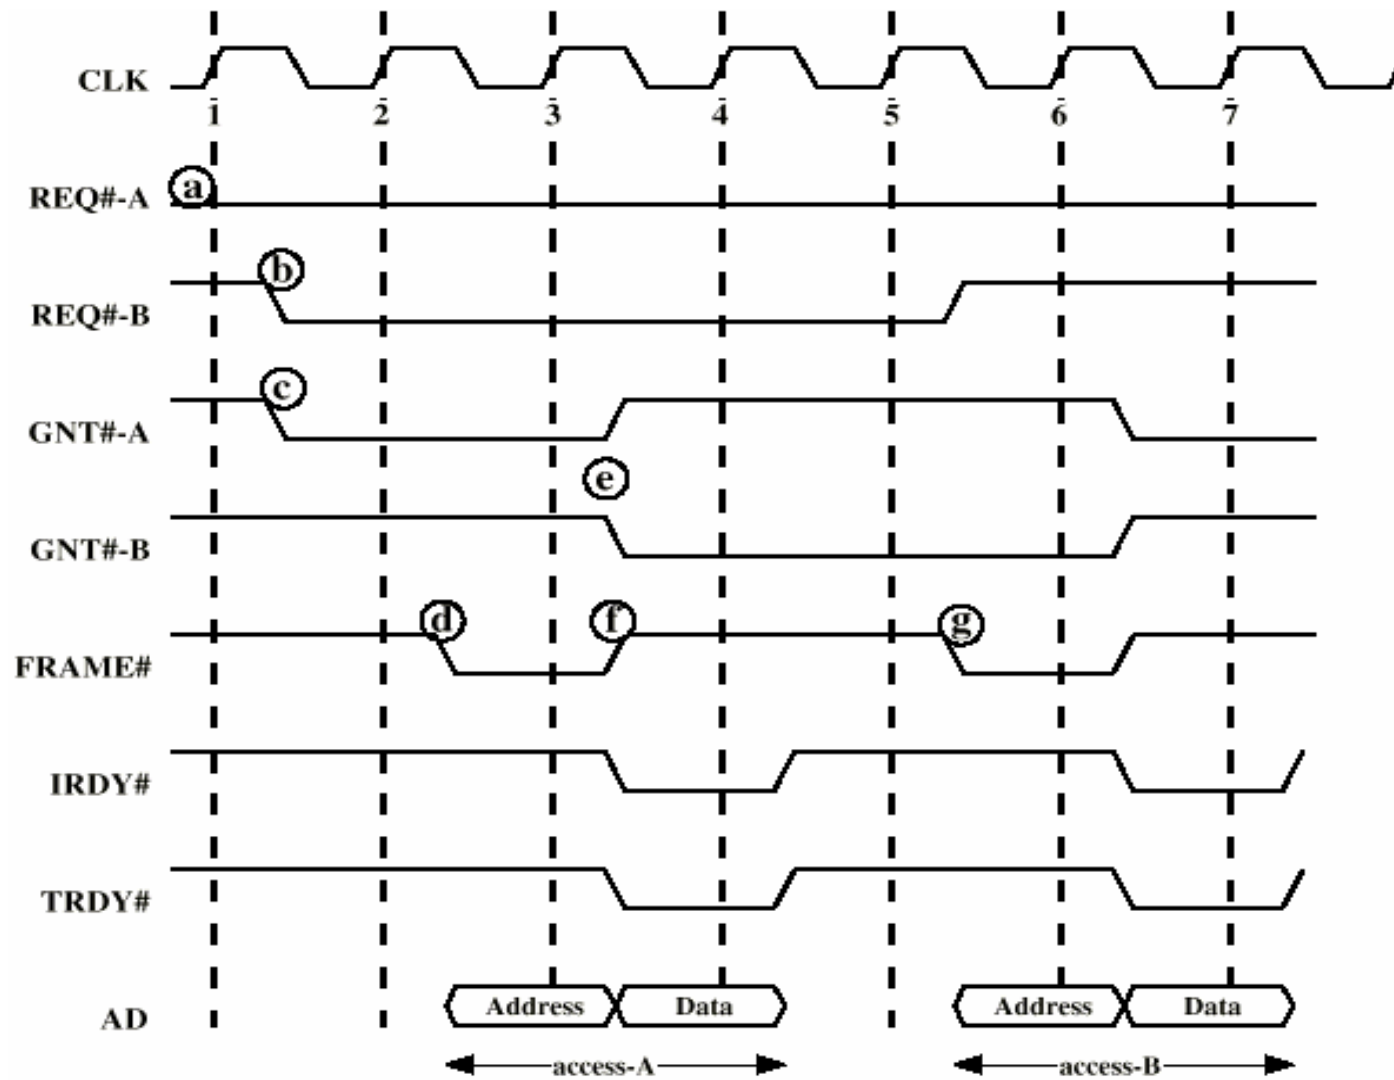 CLK
1 2 3 4 5 6 7
a
REQ#-A
b
REQ#-B
c
GNT#-A
e
GNT#-B
d f g
FRAME#
IRDY#
TRDY#
AD Address Data Address Data
access-A access-B